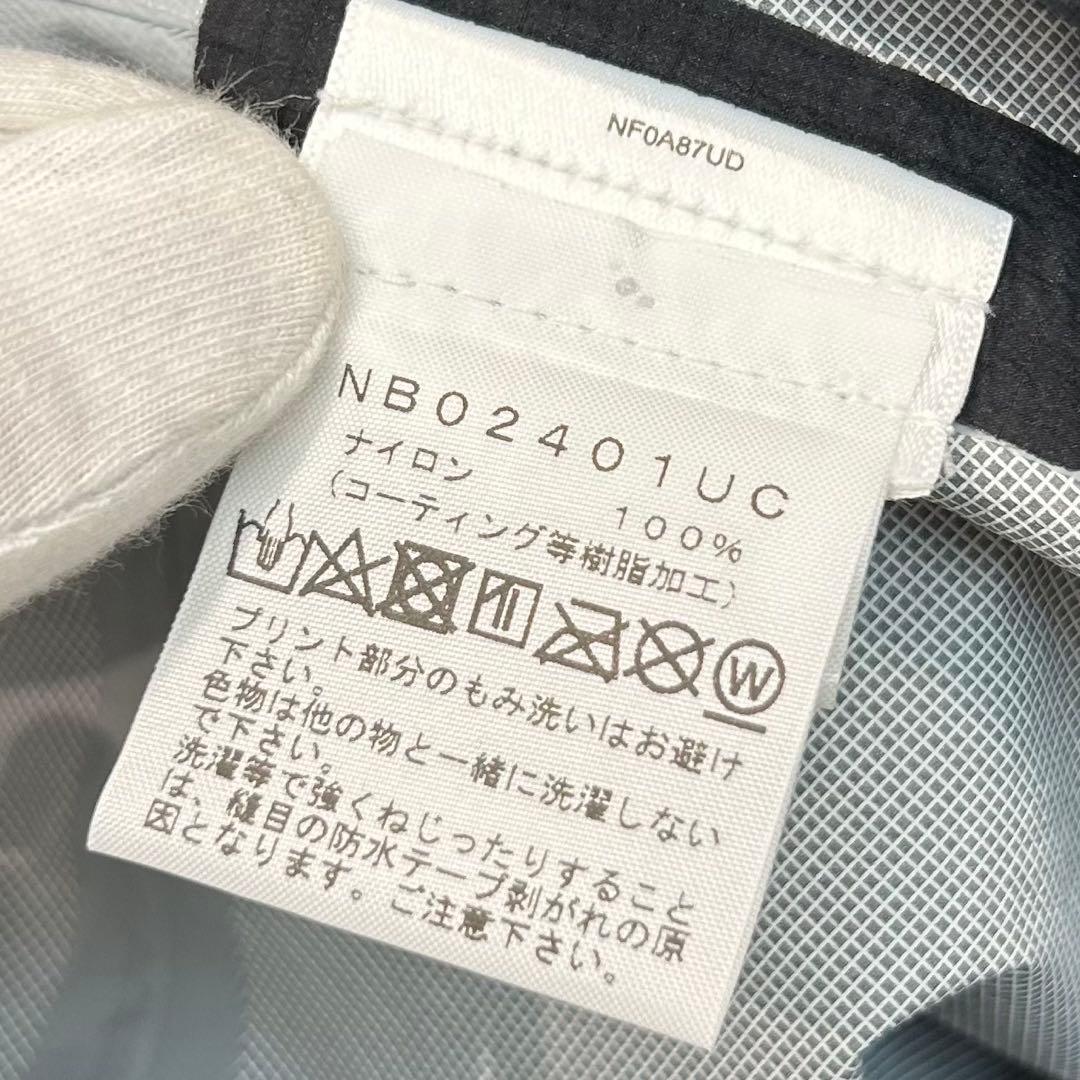 NF0A87UD
NB02401UC
ナイロン 100%
(コーティング等樹脂加工)
W
プリント部分のもみ洗いはお避け
下さい。
色物は他の物と一緒に洗濯しない
で下さい。
洗濯等で強くねじったりすること
は、縫目の防水テープ剥がれの原
因となります。ご注意下さい。